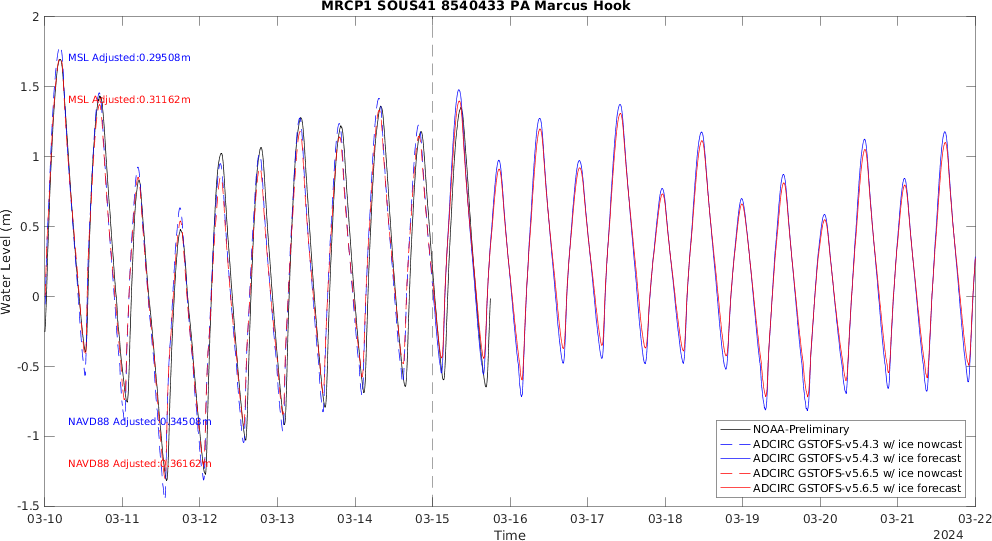 MRCP1 SOUS41 8540433 PA Marcus Hook
2
1.5
1
0.5
0
-0.5
-1
-1.5
Water Level (m)
MSL Adjusted:0.29508m
MSL Adjusted:0.31162m
NAVD88 Adjusted:0.34508m
NAVD88 Adjusted:0.36162m
NOAA-Preliminary
ADCIRC GSTOFS-v5.4.3 w/ ice nowcast
ADCIRC GSTOFS-v5.4.3 w/ ice forecast
ADCIRC GSTOFS-v5.6.5 w/ ice nowcast
ADCIRC GSTOFS-v5.6.5 w/ ice forecast
03-10 03-11 03-12 03-13 03-14 03-15 03-16 03-17 03-18 03-19 03-20 03-21 03-22
Time
2024